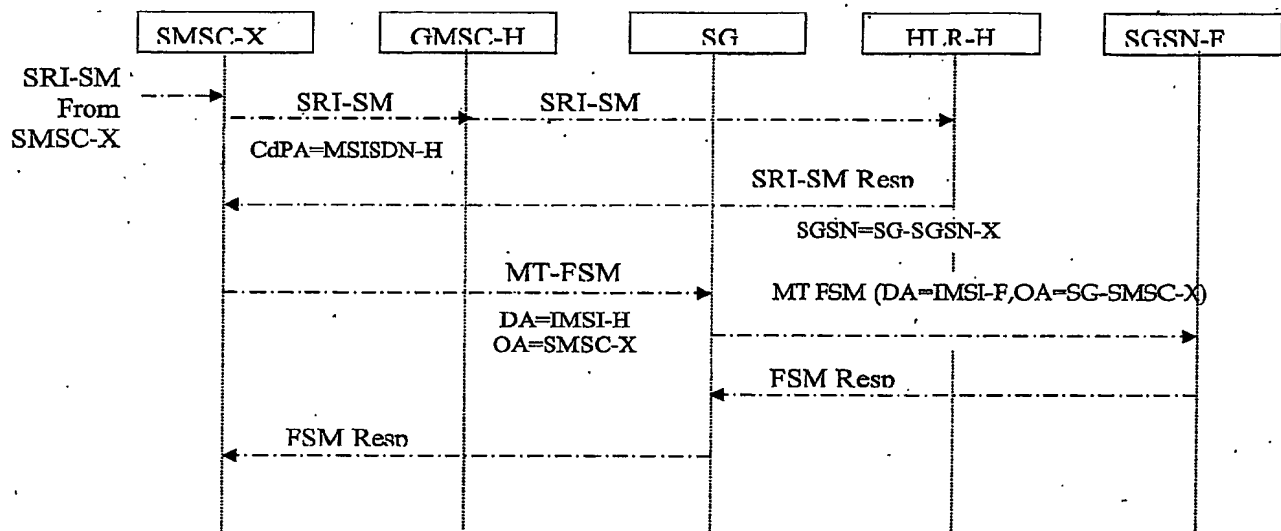 SMSC-X GMSC-H SG HLR-H SGSN-F
SRI-SM
From
SMSC-X
SRI-SM SRI-SM
CdPA=MSISDN-H
SRI-SM Resp
SGSN=SG-SGSN-X
MT-FSM
MT FSM (DA=IMSI-F,OA=SG-SMSC-X)
DA=IMSI-H
OA=SMSC-X
FSM Resp
FSM Resp